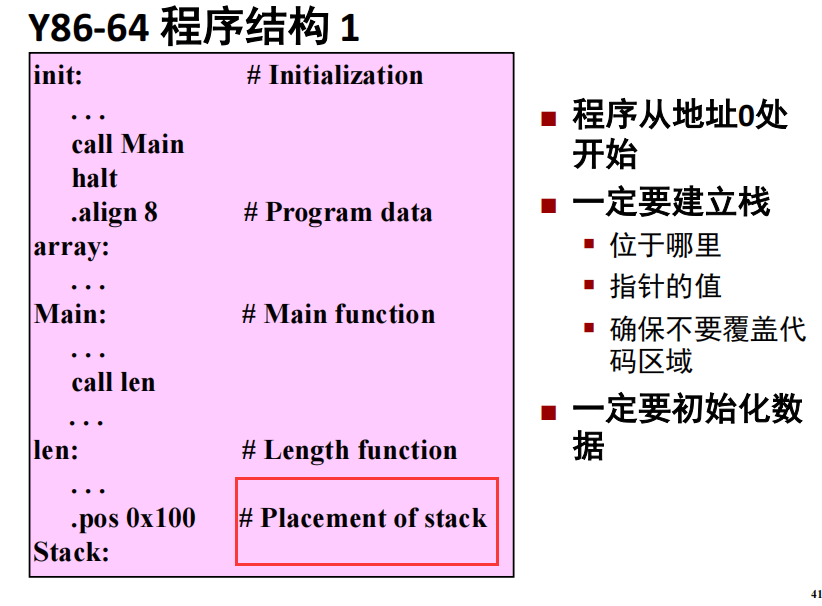 Y86-64 程序结构 1
init: # Initialization
. . .
call Main
halt
.align 8 # Program data
array:
. . .
Main: # Main function
. . .
call len
. . .
len: # Length function
. . .
.pos 0x100 # Placement of stack
Stack:
程序从地址0处
开始
一定要建立栈
位于哪里
指针的值
确保不要覆盖代
码区域
一定要初始化数
据
41